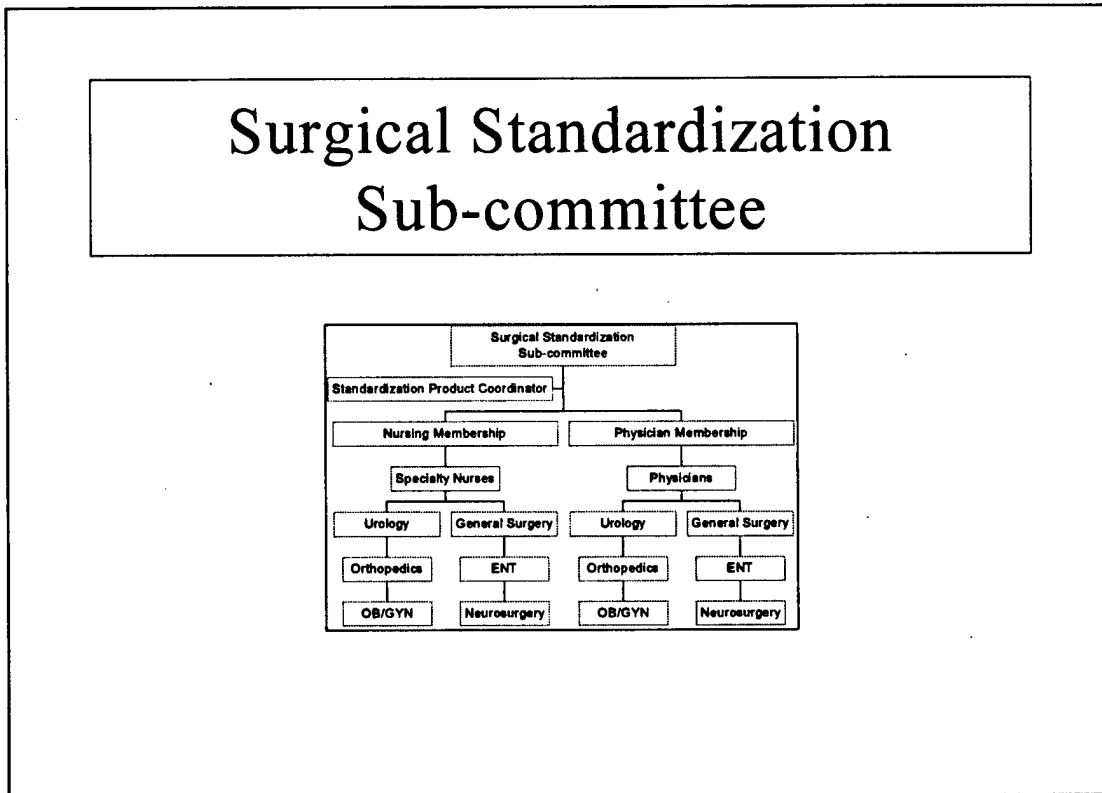 Surgical Standardization
Sub-committee
Surgical Standardization
Sub-committee
Standardization Product Coordinator
Nursing Membership
Physician Membership
Specialty Nurses
Physicians
Urology
General Surgery
Urology
General Surgery
Orthopedics
ENT
Orthopedics
ENT
OB/GYN
Neurosurgery
OB/GYN
Neurosurgery